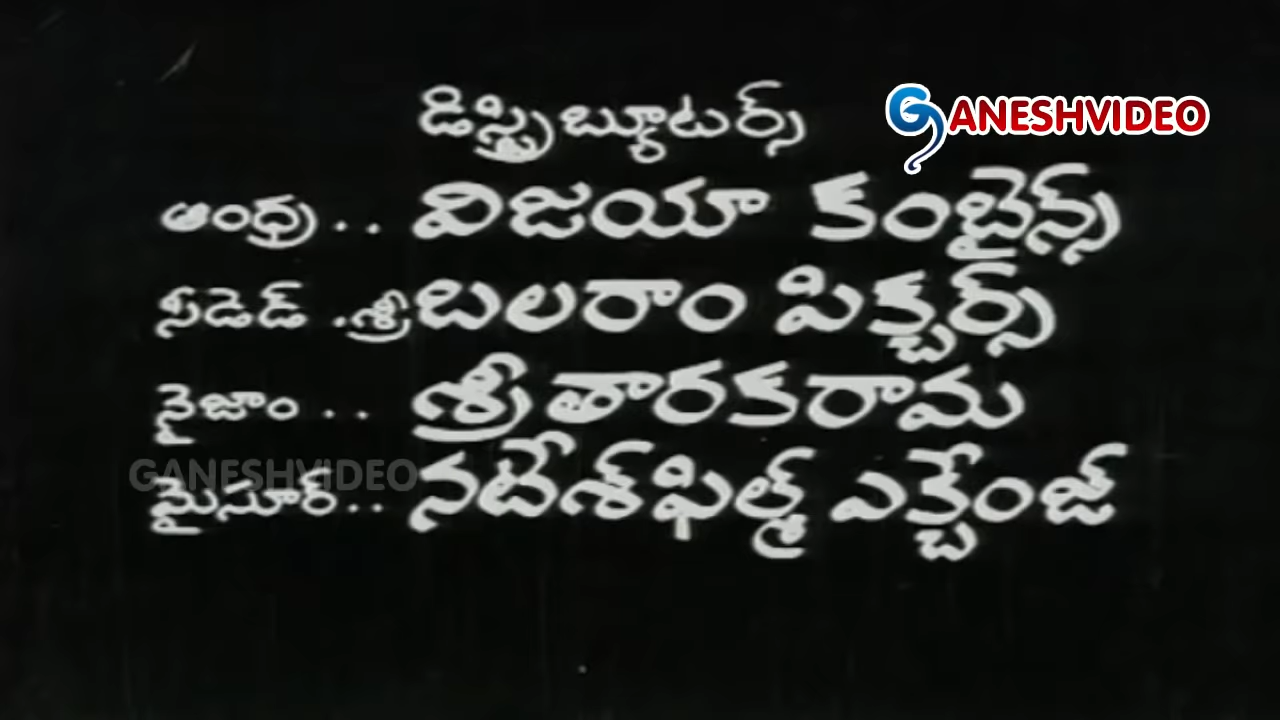 డిస్ట్రిబ్యూటర్స్
GANESHVIDEO
ఆంధ్ర . . విజయా కంబైన్స్
సీడెడ్ . శ్రీ బలరాం పిక్చర్స్
నైజాం . . శ్రీ తారకరామ
GANESHVIDEO
మైసూర్ . . నటేశ్ ఫిల్మ్ ఎక్చేంజ్